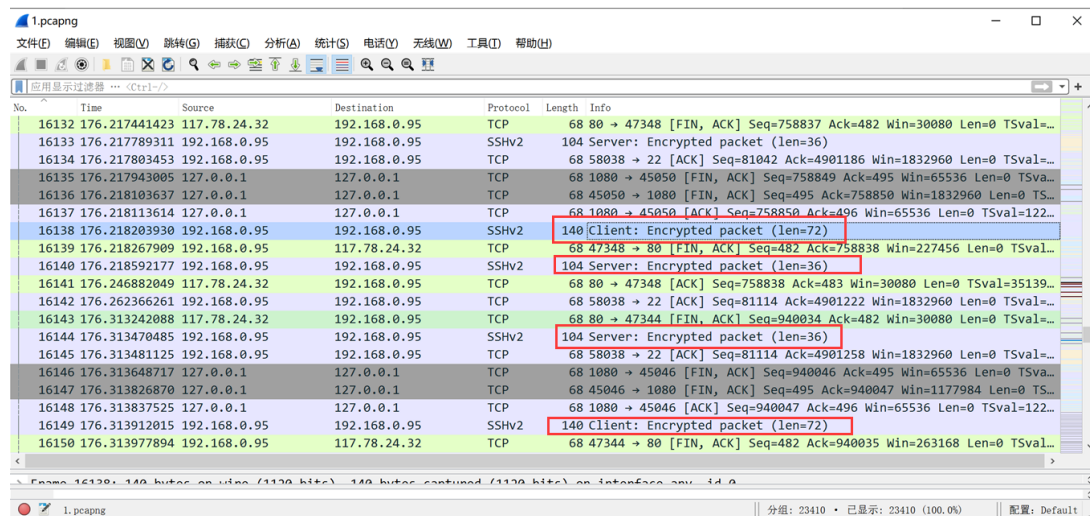 1.pcapng
文件(F) 编辑(E) 视图(V) 跳转(G) 捕获(C) 分析(A) 统计(S) 电话(Y) 无线(W) 工具(T) 帮助(H)
应用显示过滤器 … <Ctrl-/>
No. Time Source Destination Protocol Length Info
16132 176.217441423 117.78.24.32 192.168.0.95 TCP 68 80 → 47348 [FIN, ACK] Seq=758837 Ack=482 Win=30080 Len=0 TSval=…
16133 176.217789311 192.168.0.95 192.168.0.95 SSHv2 104 Server: Encrypted packet (len=36)
16134 176.217803453 192.168.0.95 192.168.0.95 TCP 68 58038 → 22 [ACK] Seq=81042 Ack=4901186 Win=1832960 Len=0 TSval=…
16135 176.217943005 127.0.0.1 127.0.0.1 TCP 68 1080 → 45050 [FIN, ACK] Seq=758849 Ack=495 Win=65536 Len=0 TSva…
16136 176.218103637 127.0.0.1 127.0.0.1 TCP 68 45050 → 1080 [FIN, ACK] Seq=495 Ack=758850 Win=1832960 Len=0 TS…
16137 176.218113614 127.0.0.1 127.0.0.1 TCP 68 1080 → 45050 [ACK] Seq=758850 Ack=496 Win=65536 Len=0 TSval=122…
16138 176.218203930 192.168.0.95 192.168.0.95 SSHv2 140 Client: Encrypted packet (len=72)
16139 176.218267909 192.168.0.95 117.78.24.32 TCP 68 47348 → 80 [FIN, ACK] Seq=482 Ack=758838 Win=227456 Len=0 TSval…
16140 176.218592177 192.168.0.95 192.168.0.95 SSHv2 104 Server: Encrypted packet (len=36)
16141 176.246882049 117.78.24.32 192.168.0.95 TCP 68 80 → 47348 [ACK] Seq=758838 Ack=483 Win=30080 Len=0 TSval=35139…
16142 176.262366261 192.168.0.95 192.168.0.95 TCP 68 58038 → 22 [ACK] Seq=81114 Ack=4901222 Win=1832960 Len=0 TSval=…
16143 176.313242088 117.78.24.32 192.168.0.95 TCP 68 80 → 47344 [FIN, ACK] Seq=940034 Ack=482 Win=30080 Len=0 TSval=…
16144 176.313470485 192.168.0.95 192.168.0.95 SSHv2 104 Server: Encrypted packet (len=36)
16145 176.313481125 192.168.0.95 192.168.0.95 TCP 68 58038 → 22 [ACK] Seq=81114 Ack=4901258 Win=1832960 Len=0 TSval=…
16146 176.313648717 127.0.0.1 127.0.0.1 TCP 68 1080 → 45046 [FIN, ACK] Seq=940046 Ack=495 Win=65536 Len=0 TSva…
16147 176.313826870 127.0.0.1 127.0.0.1 TCP 68 45046 → 1080 [FIN, ACK] Seq=495 Ack=940047 Win=1177984 Len=0 TS…
16148 176.313837525 127.0.0.1 127.0.0.1 TCP 68 1080 → 45046 [ACK] Seq=940047 Ack=496 Win=65536 Len=0 TSval=122…
16149 176.313912015 192.168.0.95 192.168.0.95 SSHv2 140 Client: Encrypted packet (len=72)
16150 176.313977894 192.168.0.95 117.78.24.32 TCP 68 47344 → 80 [FIN, ACK] Seq=482 Ack=940035 Win=263168 Len=0 TSval…
Frame 16138: 140 bytes on wire (1120 bits), 140 bytes captured (1120 bits) on interface any, id 0
1.pcapng 分组: 23410 · 已显示: 23410 (100.0%) 配置: Default